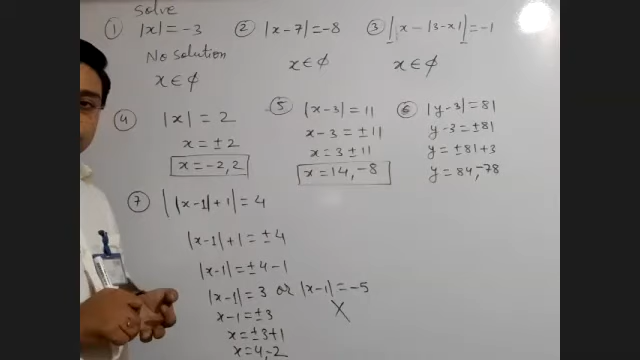 Solve
① |x| = -3
No solution
x ∈ ϕ
② |x-7| = -8
x ∈ ϕ
③ |x - |3-x|| = -1
x ∈ ϕ
④ |x| = 2
x = ±2
x = -2, 2
⑤ |x-3| = 11
x-3 = ±11
x = 3 ± 11
x = 14, -8
⑥ |y-3| = 81
y-3 = ±81
y = ±81+3
y = 84, -78
⑦ ||x-1|+1| = 4
|x-1|+1 = ±4
|x-1| = ±4-1
|x-1| = 3 or |x-1| = -5
x-1 = ±3 X
x = ±3+1
x = 4, -2